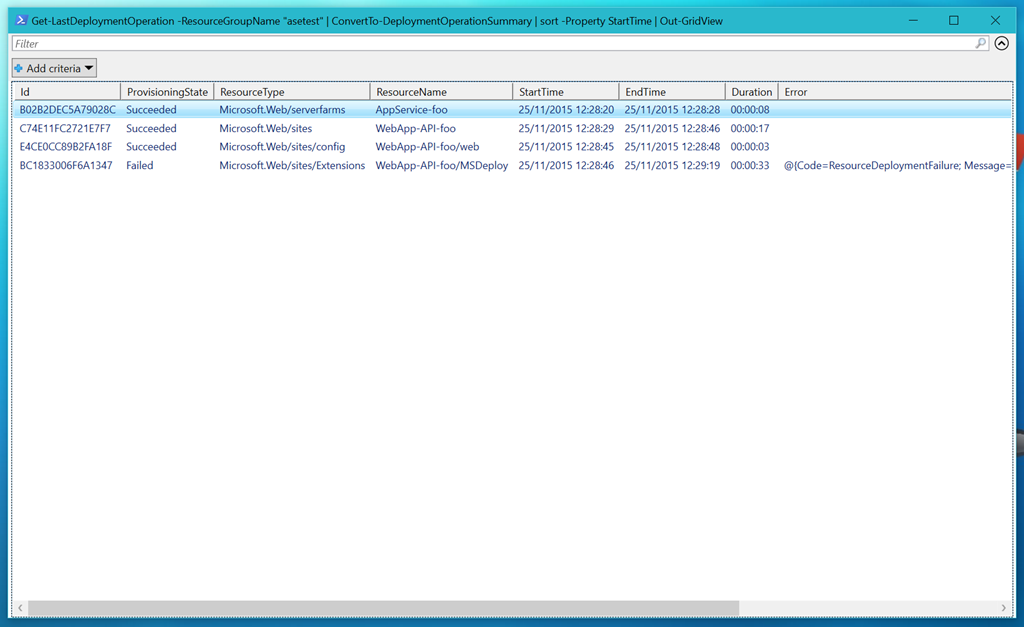 Get-LastDeploymentOperation -ResourceGroupName "asetest" | ConvertTo-DeploymentOperationSummary | sort -Property StartTime | Out-GridView
Filter
Add criteria
Id ProvisioningState ResourceType ResourceName StartTime EndTime Duration Error
B02B2DEC5A79028C Succeeded Microsoft.Web/serverfarms AppService-foo 25/11/2015 12:28:20 25/11/2015 12:28:28 00:00:08
C74E11FC2721E7F7 Succeeded Microsoft.Web/sites WebApp-API-foo 25/11/2015 12:28:29 25/11/2015 12:28:46 00:00:17
E4CE0CC89B2FA18F Succeeded Microsoft.Web/sites/config WebApp-API-foo/web 25/11/2015 12:28:45 25/11/2015 12:28:48 00:00:03
BC1833006F6A1347 Failed Microsoft.Web/sites/Extensions WebApp-API-foo/MSDeploy 25/11/2015 12:28:46 25/11/2015 12:29:19 00:00:33 @{Code=ResourceDeploymentFailure; Message=